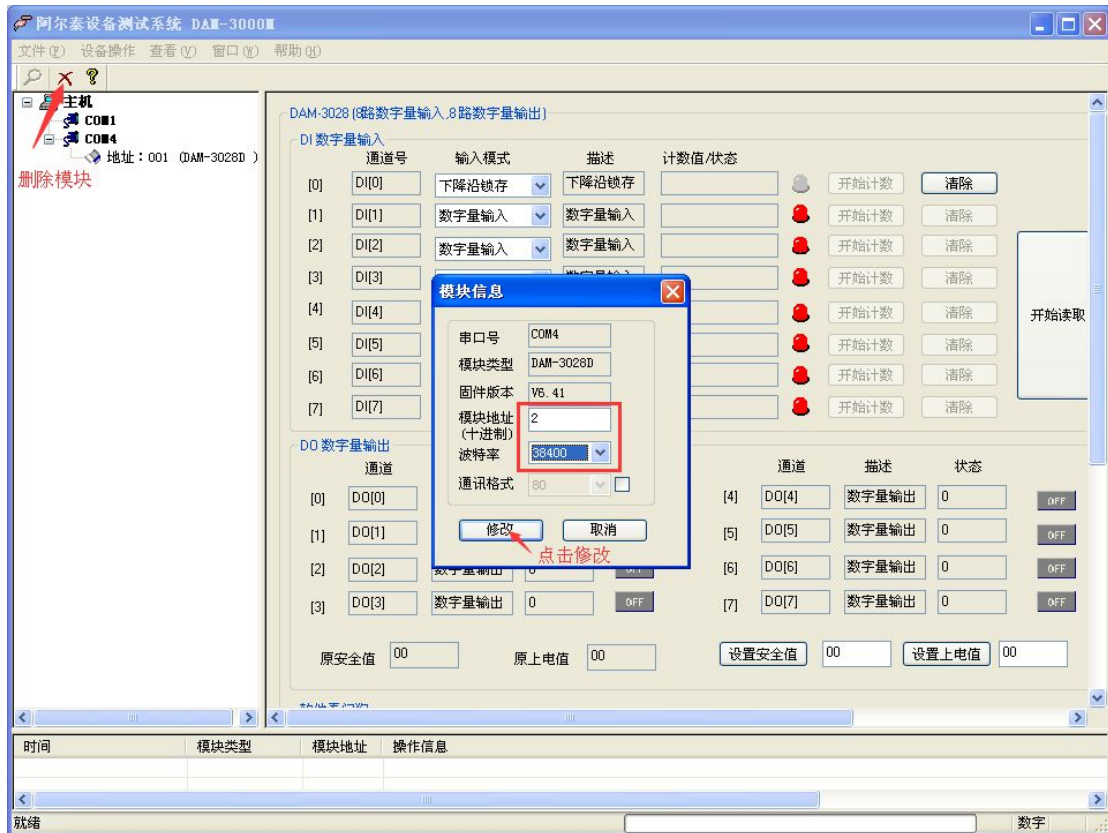 阿尔泰设备测试系统 DAM-3000M
文件(F) 设备操作 查看(V) 窗口(W) 帮助(H)
主机
COM1
COM4
地址：001 (DAM-3028D )
删除模块
DAM-3028 (8路数字量输入,8路数字量输出)
DI 数字量输入
通道号 输入模式 描述 计数值/状态
[0] DI[0] 下降沿锁存 下降沿锁存 开始计数 清除
[1] DI[1] 数字量输入 数字量输入 开始计数 清除
[2] DI[2] 数字量输入 数字量输入 开始计数 清除
[3] DI[3] 开始计数 清除
[4] DI[4] 开始计数 清除
[5] DI[5] 开始计数 清除
[6] DI[6] 开始计数 清除
[7] DI[7] 开始计数 清除
开始读取
模块信息
串口号 COM4
模块类型 DAM-3028D
固件版本 V6.41
模块地址 2
(十进制)
波特率 38400
通讯格式 80
修改 取消
点击修改
DO 数字量输出
通道 通道 描述 状态
[0] DO[0] [4] DO[4] 数字量输出 0 OFF
[1] DO[1] [5] DO[5] 数字量输出 0 OFF
[2] DO[2] 数字量输出 0 OFF [6] DO[6] 数字量输出 0 OFF
[3] DO[3] 数字量输出 0 OFF [7] DO[7] 数字量输出 0 OFF
原安全值 00 原上电值 00 设置安全值 00 设置上电值 00
时间 模块类型 模块地址 操作信息
就绪 数字